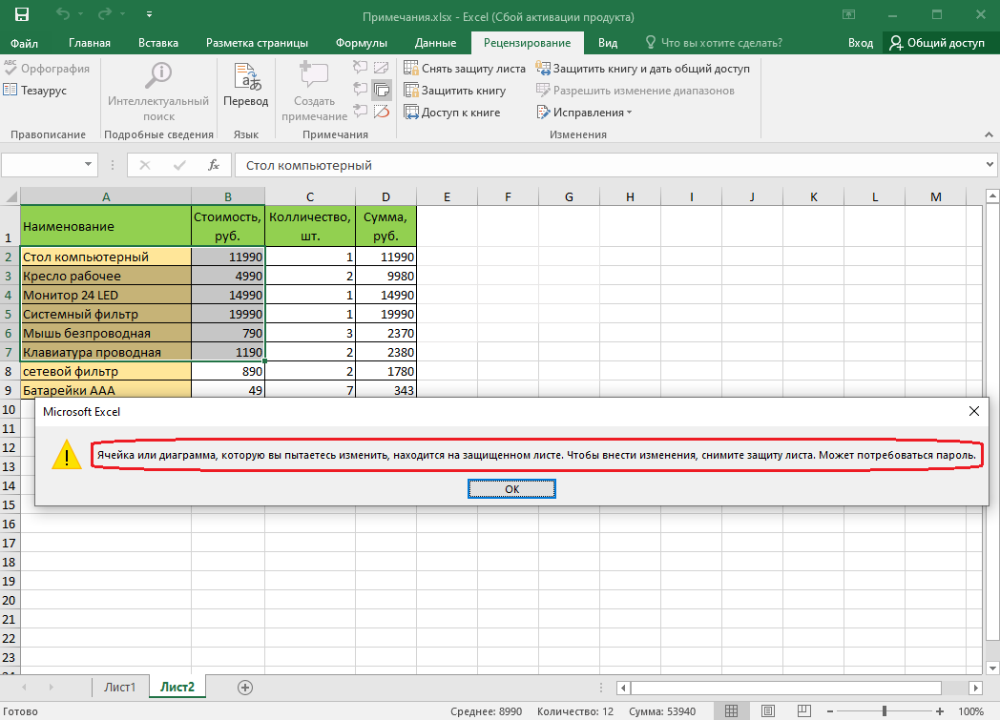 Примечания.xlsx - Excel (Сбой активации продукта)
Файл Главная Вставка Разметка страницы Формулы Данные Рецензирование Вид Что вы хотите сделать? Вход Общий доступ
ABC Орфография
Тезаурус
Правописание
Интеллектуальный
поиск
Подробные сведения
Перевод
Язык
Создать
примечание
Примечания
Снять защиту листа
Защитить книгу
Доступ к книге
Защитить книгу и дать общий доступ
Разрешить изменение диапазонов
Исправления
Изменения
fx Стол компьютерный
A B C D E F G H I J K L M
1 Наименование Стоимость, руб. Колличество, шт. Сумма, руб.
2 Стол компьютерный 11990 1 11990
3 Кресло рабочее 4990 2 9980
4 Монитор 24 LED 14990 1 14990
5 Системный фильтр 19990 1 19990
6 Мышь безпроводная 790 3 2370
7 Клавиатура проводная 1190 2 2380
8 сетевой фильтр 890 2 1780
9 Батарейки ААА 49 7 343
10
Microsoft Excel
11
12
Ячейка или диаграмма, которую вы пытаетесь изменить, находится на защищенном листе. Чтобы внести изменения, снимите защиту листа. Может потребоваться пароль.
13
14
OK
15
16
17
18
19
20
21
22
23
Лист1 Лист2
Готово Среднее: 8990 Количество: 12 Сумма: 53940 100%